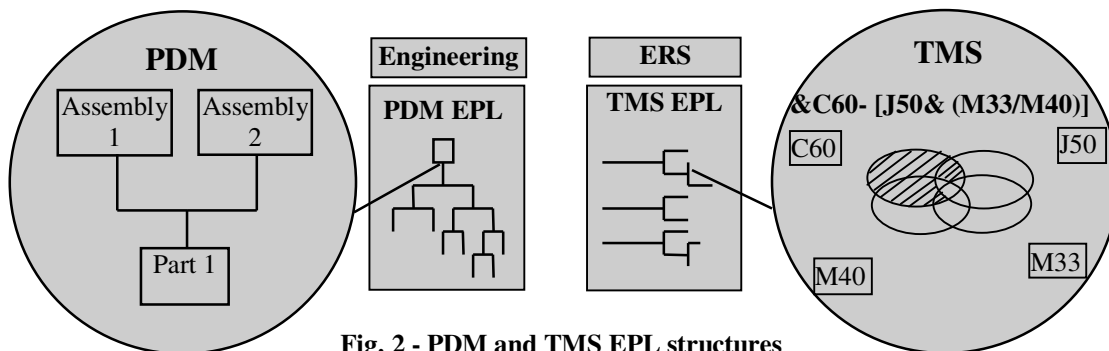 PDM
Assembly
1
Assembly
2
Part 1
Engineering
PDM EPL
ERS
TMS EPL
TMS
&C60- [J50& (M33/M40)]
C60
J50
M40
M33
Fig. 2 - PDM and TMS EPL structures